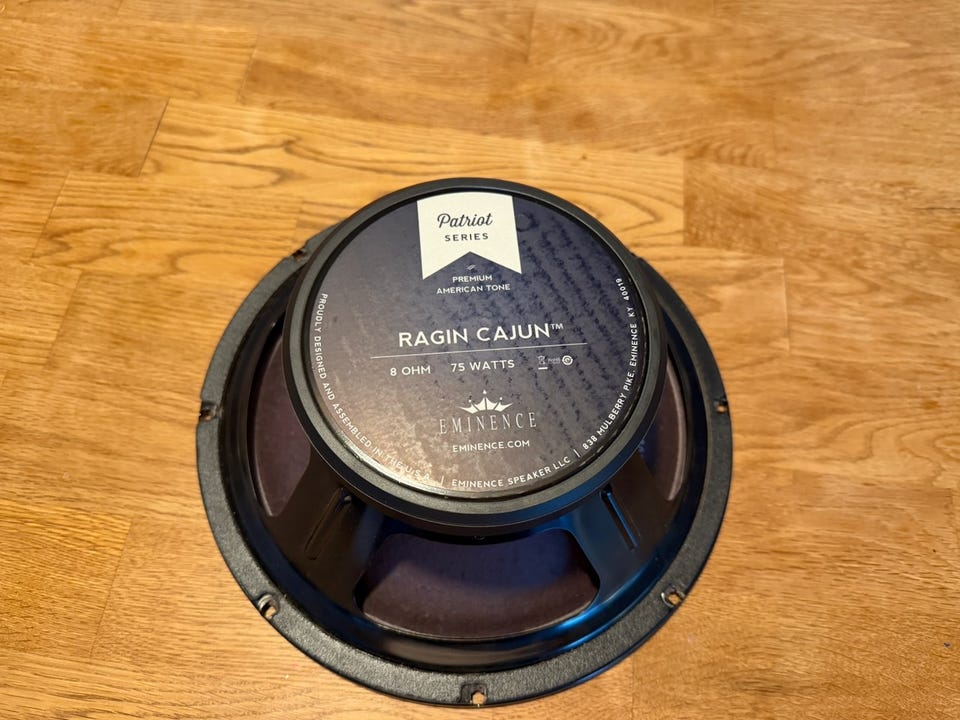 Patriot
SERIES
PREMIUM
AMERICAN TONE
RAGIN CAJUN™
8 OHM 75 WATTS
RoHS
EMINENCE
EMINENCE.COM
PROUDLY DESIGNED AND ASSEMBLED IN THE U.S.A. | EMINENCE SPEAKER LLC | 838 MULBERRY PIKE, EMINENCE, KY 40019